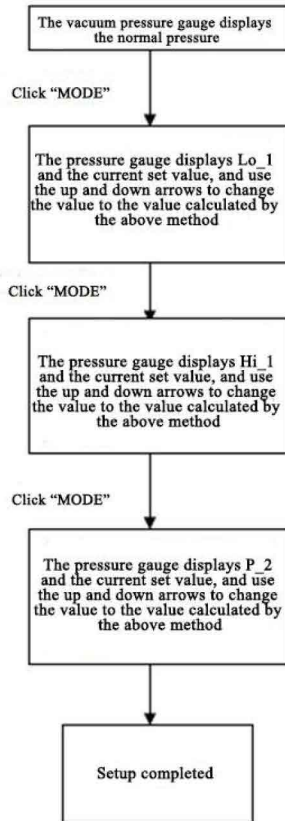 The vacuum pressure gauge displays
the normal pressure
Click “MODE”
The pressure gauge displays Lo_1
and the current set value, and use
the up and down arrows to change
the value to the value calculated by
the above method
Click “MODE”
The pressure gauge displays Hi_1
and the current set value, and use
the up and down arrows to change
the value to the value calculated by
the above method
Click “MODE”
The pressure gauge displays P_2
and the current set value, and use
the up and down arrows to change
the value to the value calculated by
the above method
Setup completed